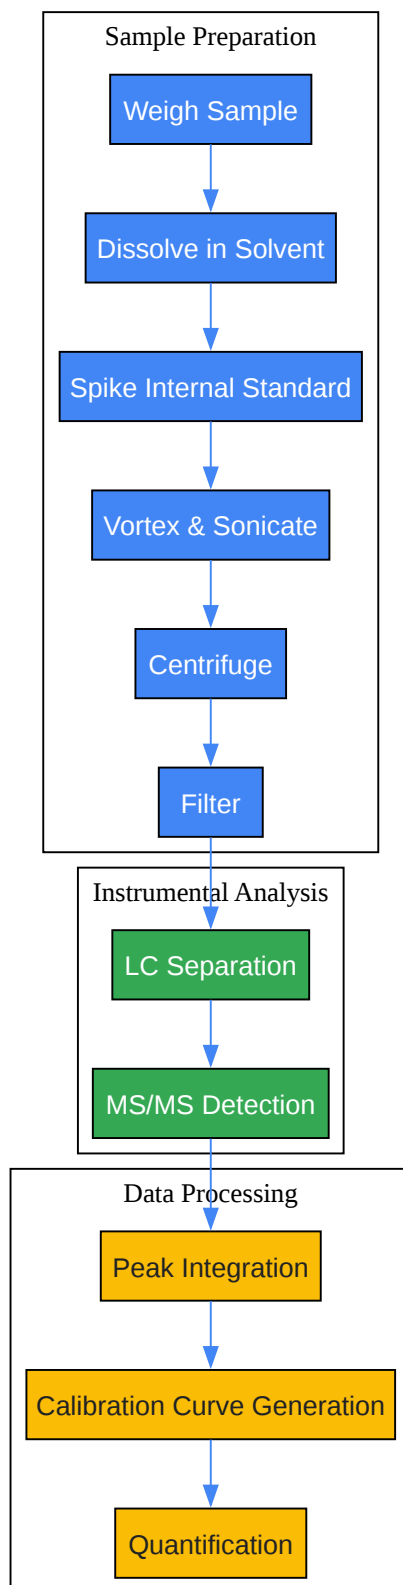 Sample Preparation
Weigh Sample
Dissolve in Solvent
Spike Internal Standard
Vortex & Sonicate
Centrifuge
Filter
Instrumental Analysis
LC Separation
MS/MS Detection
Data Processing
Peak Integration
Calibration Curve Generation
Quantification